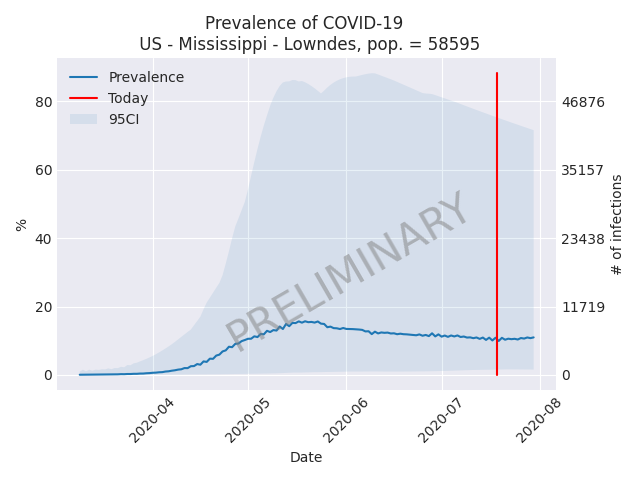 Prevalence of COVID-19
US - Mississippi - Lowndes, pop. = 58595
Prevalence
Today
95CI
80
60
40
20
0
%
46876
35157
23438
11719
0
# of infections
PRELIMINARY
2020-04
2020-05
2020-06
2020-07
2020-08
Date